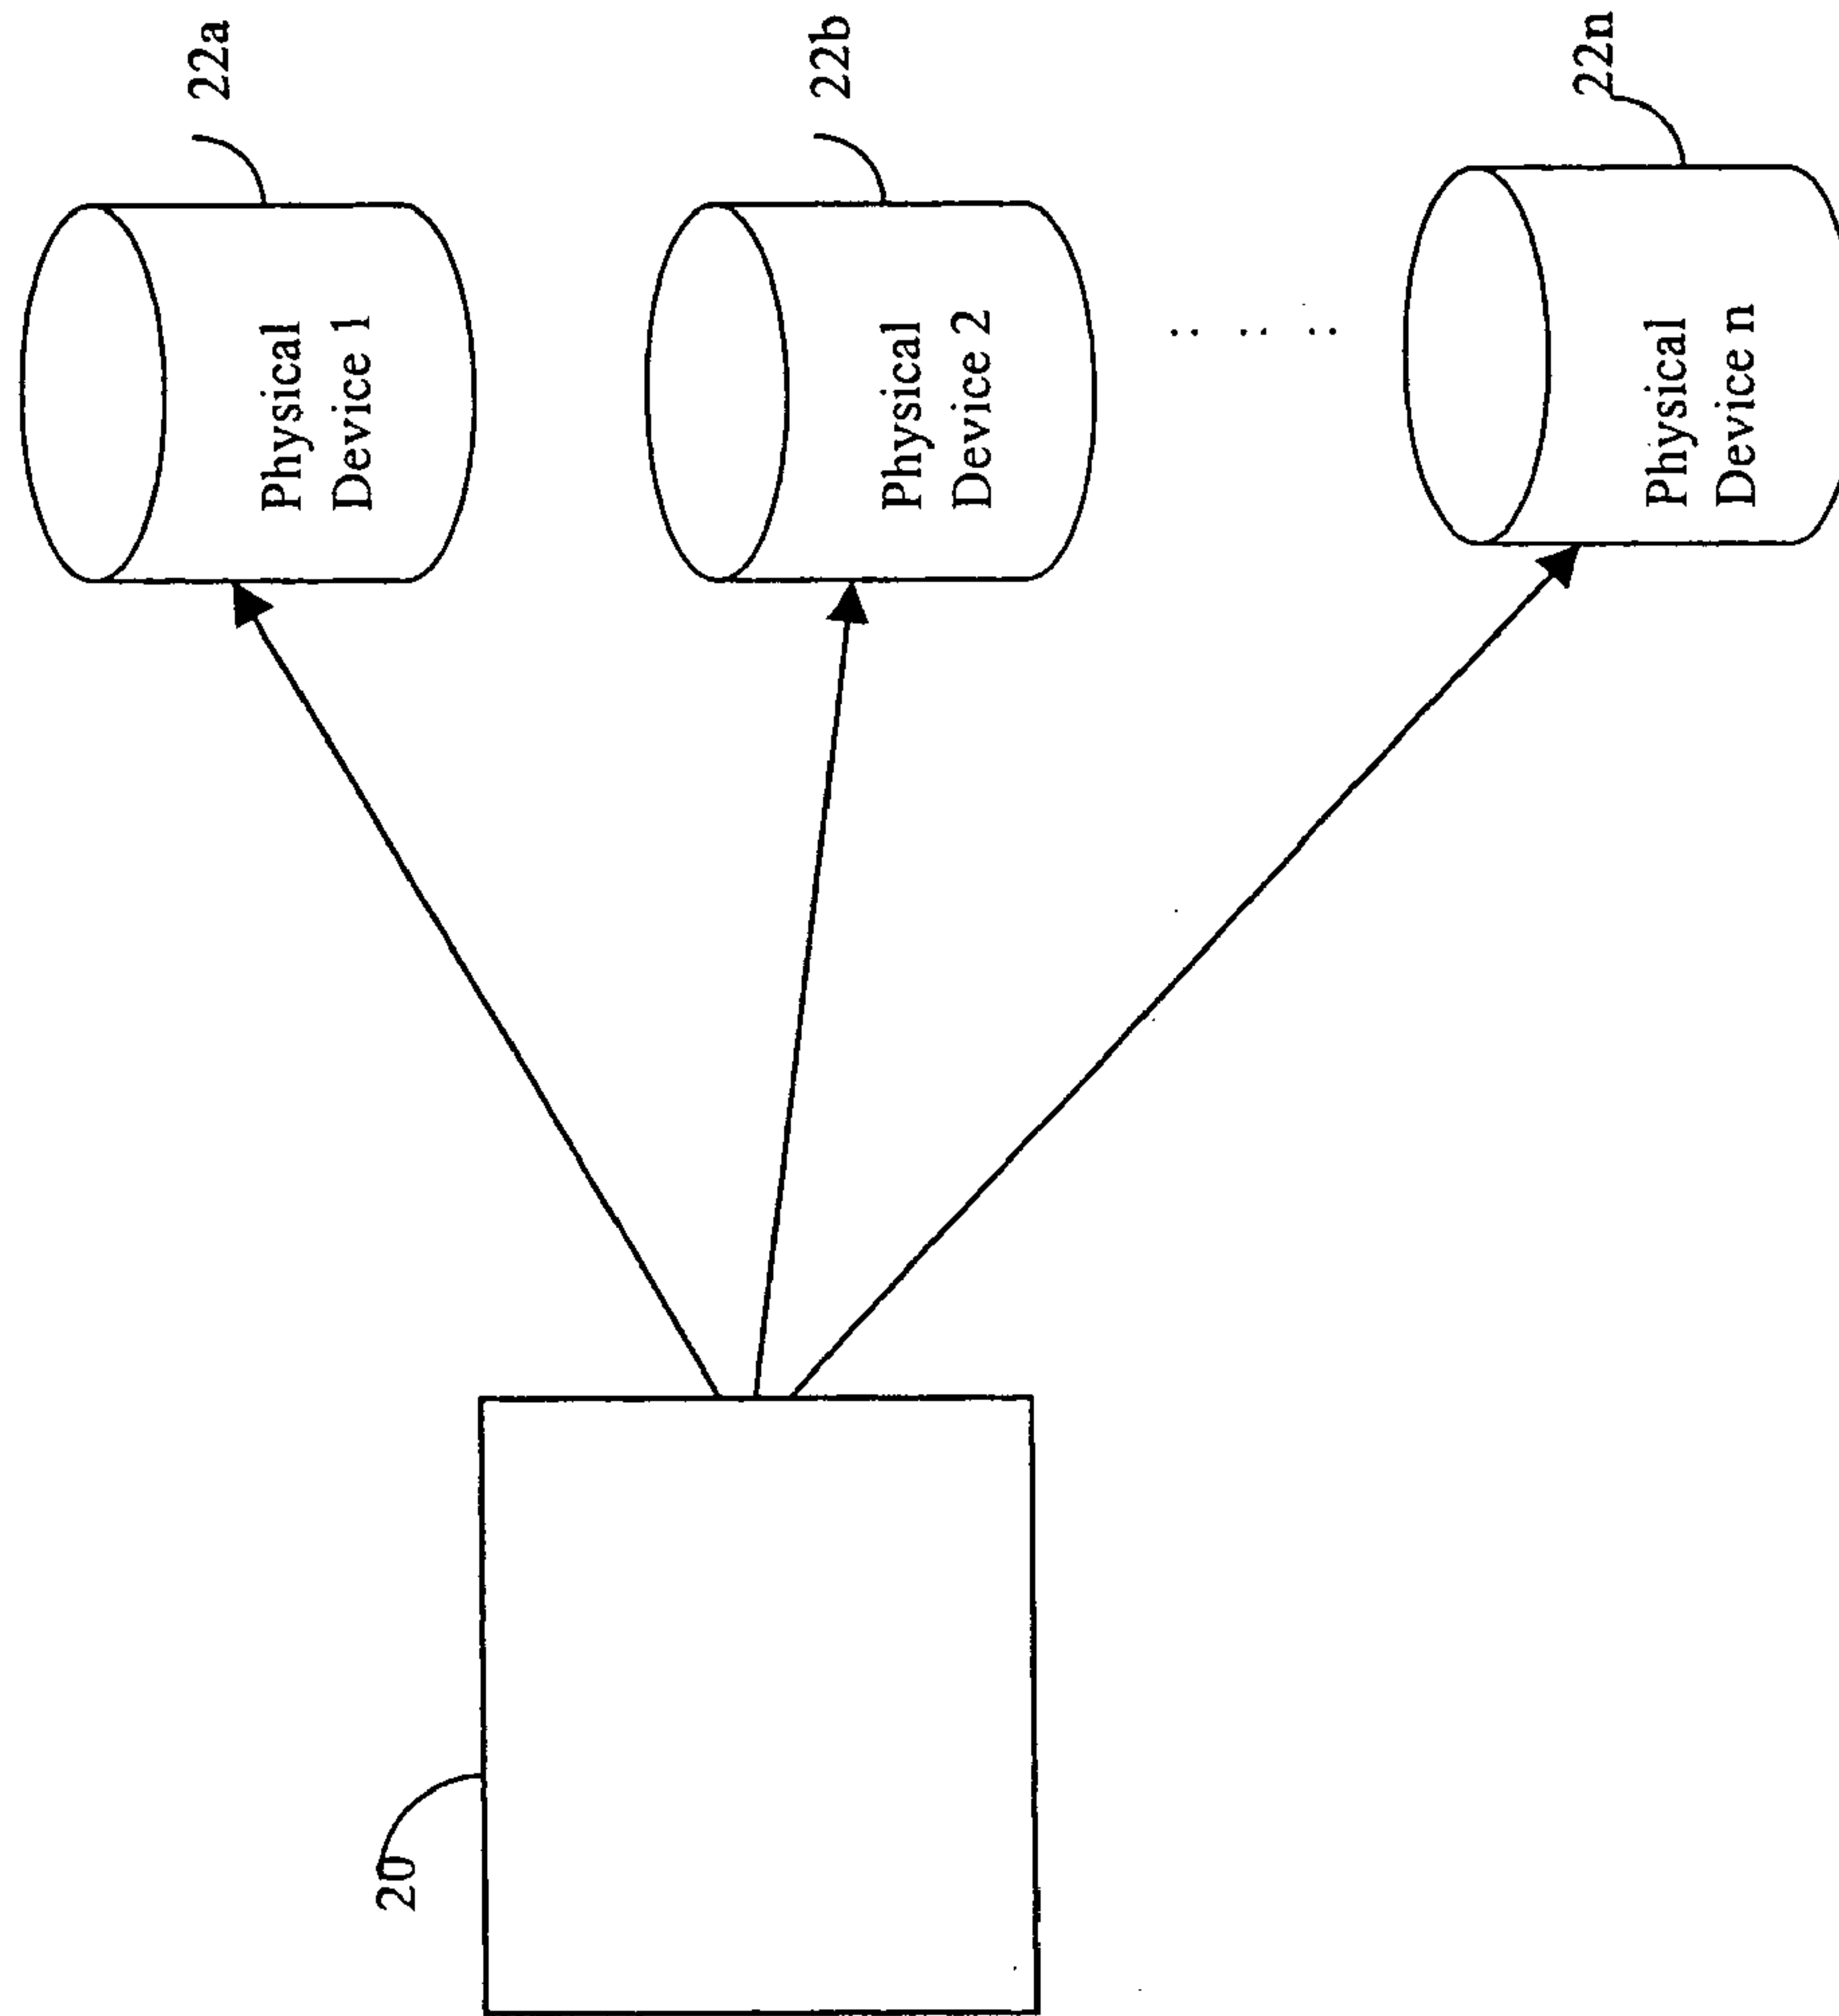 22a
Physical
Device 1
22b
Physical
Device 2
22n
Physical
Device n
20